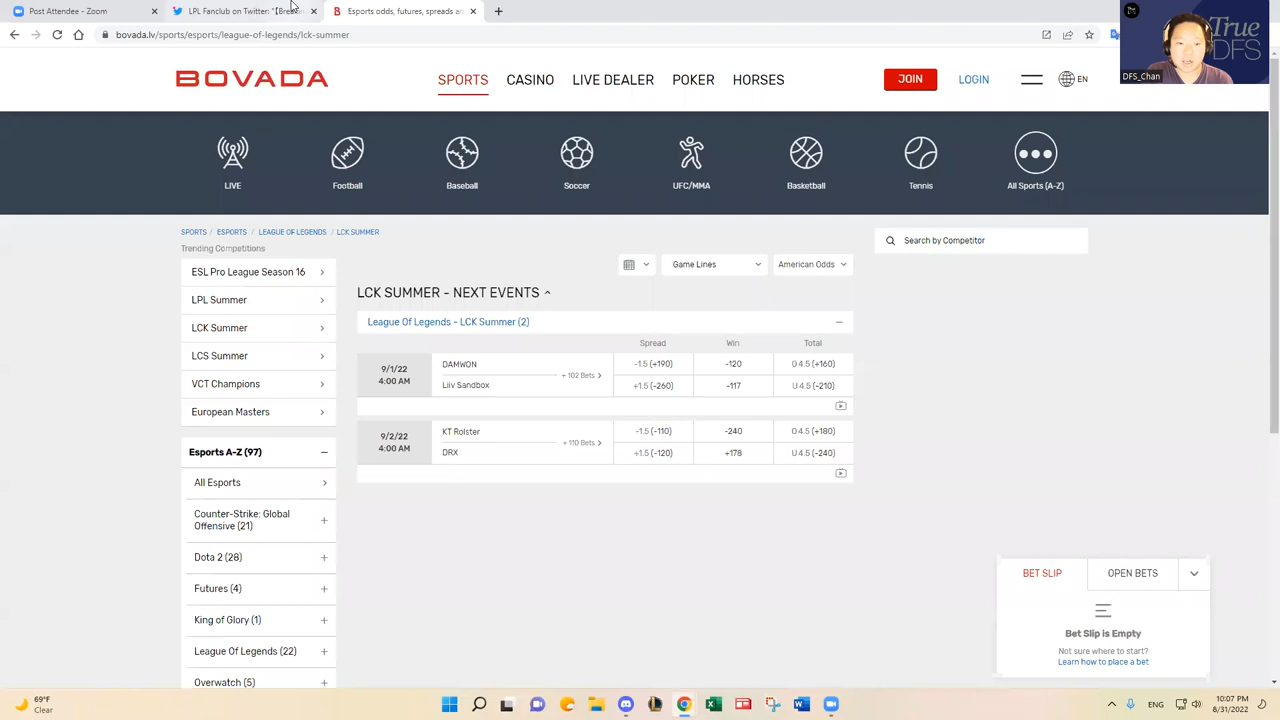 Post Attendee - Zoom
LPL Fanclub on Twitter: "【Break
Esports odds, futures, spreads an
bovada.lv/sports/esports/league-of-legends/lck-summer
BOVADA
SPORTS
CASINO
LIVE DEALER
POKER
HORSES
JOIN
LOGIN
EN
True
DFS
DFS_Chan
LIVE
Football
Baseball
Soccer
UFC/MMA
Basketball
Tennis
All Sports (A-Z)
SPORTS / ESPORTS / LEAGUE OF LEGENDS / LCK SUMMER
Trending Competitions
ESL Pro League Season 16
LPL Summer
LCK Summer
LCS Summer
VCT Champions
European Masters
Esports A-Z (97)
All Esports
Counter-Strike: Global
Offensive (21)
Dota 2 (28)
Futures (4)
King of Glory (1)
League Of Legends (22)
Overwatch (5)
Game Lines
American Odds
LCK SUMMER - NEXT EVENTS
League Of Legends - LCK Summer (2)
Spread Win Total
9/1/22
4:00 AM
DAMWON
Liiv Sandbox
+ 102 Bets
-1.5 (+190) -120 O 4.5 (+160)
+1.5 (-260) -117 U 4.5 (-210)
9/2/22
4:00 AM
KT Rolster
DRX
+ 110 Bets
-1.5 (-110) -240 O 4.5 (+180)
+1.5 (-120) +178 U 4.5 (-240)
Search by Competitor
BET SLIP
OPEN BETS
Bet Slip is Empty
Not sure where to start?
Learn how to place a bet
69°F
Clear
ENG
10:07 PM
8/31/2022